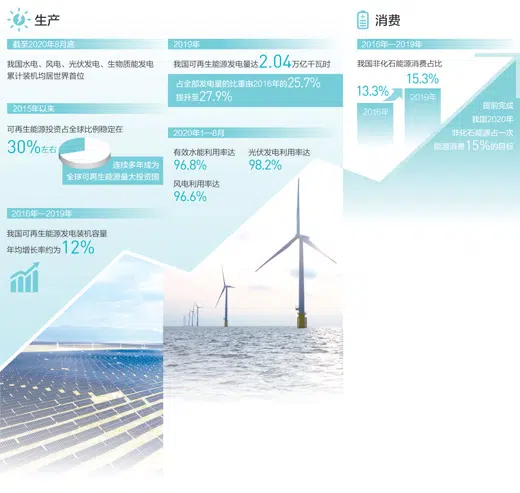 生产
截至2020年8月底
我国水电、风电、光伏发电、生物质能发电
累计装机均居世界首位
2015年以来
可再生能源投资占全球比例稳定在
30%左右
连续多年成为
全球可再生能源最大投资国
2016年—2019年
我国可再生能源发电装机容量
年均增长率约为12%
2019年
我国可再生能源发电量达2.04万亿千瓦时
占全部发电量的比重由2016年的25.7%
提升至27.9%
2020年1—8月
有效水能利用率达
96.8%
光伏发电利用率达
98.2%
风电利用率达
96.6%
消费
2016年—2019年
我国非化石能源消费占比
13.3%
2016年
15.3%
2019年
提前完成
我国2020年
非化石能源占一次
能源消费15%的目标